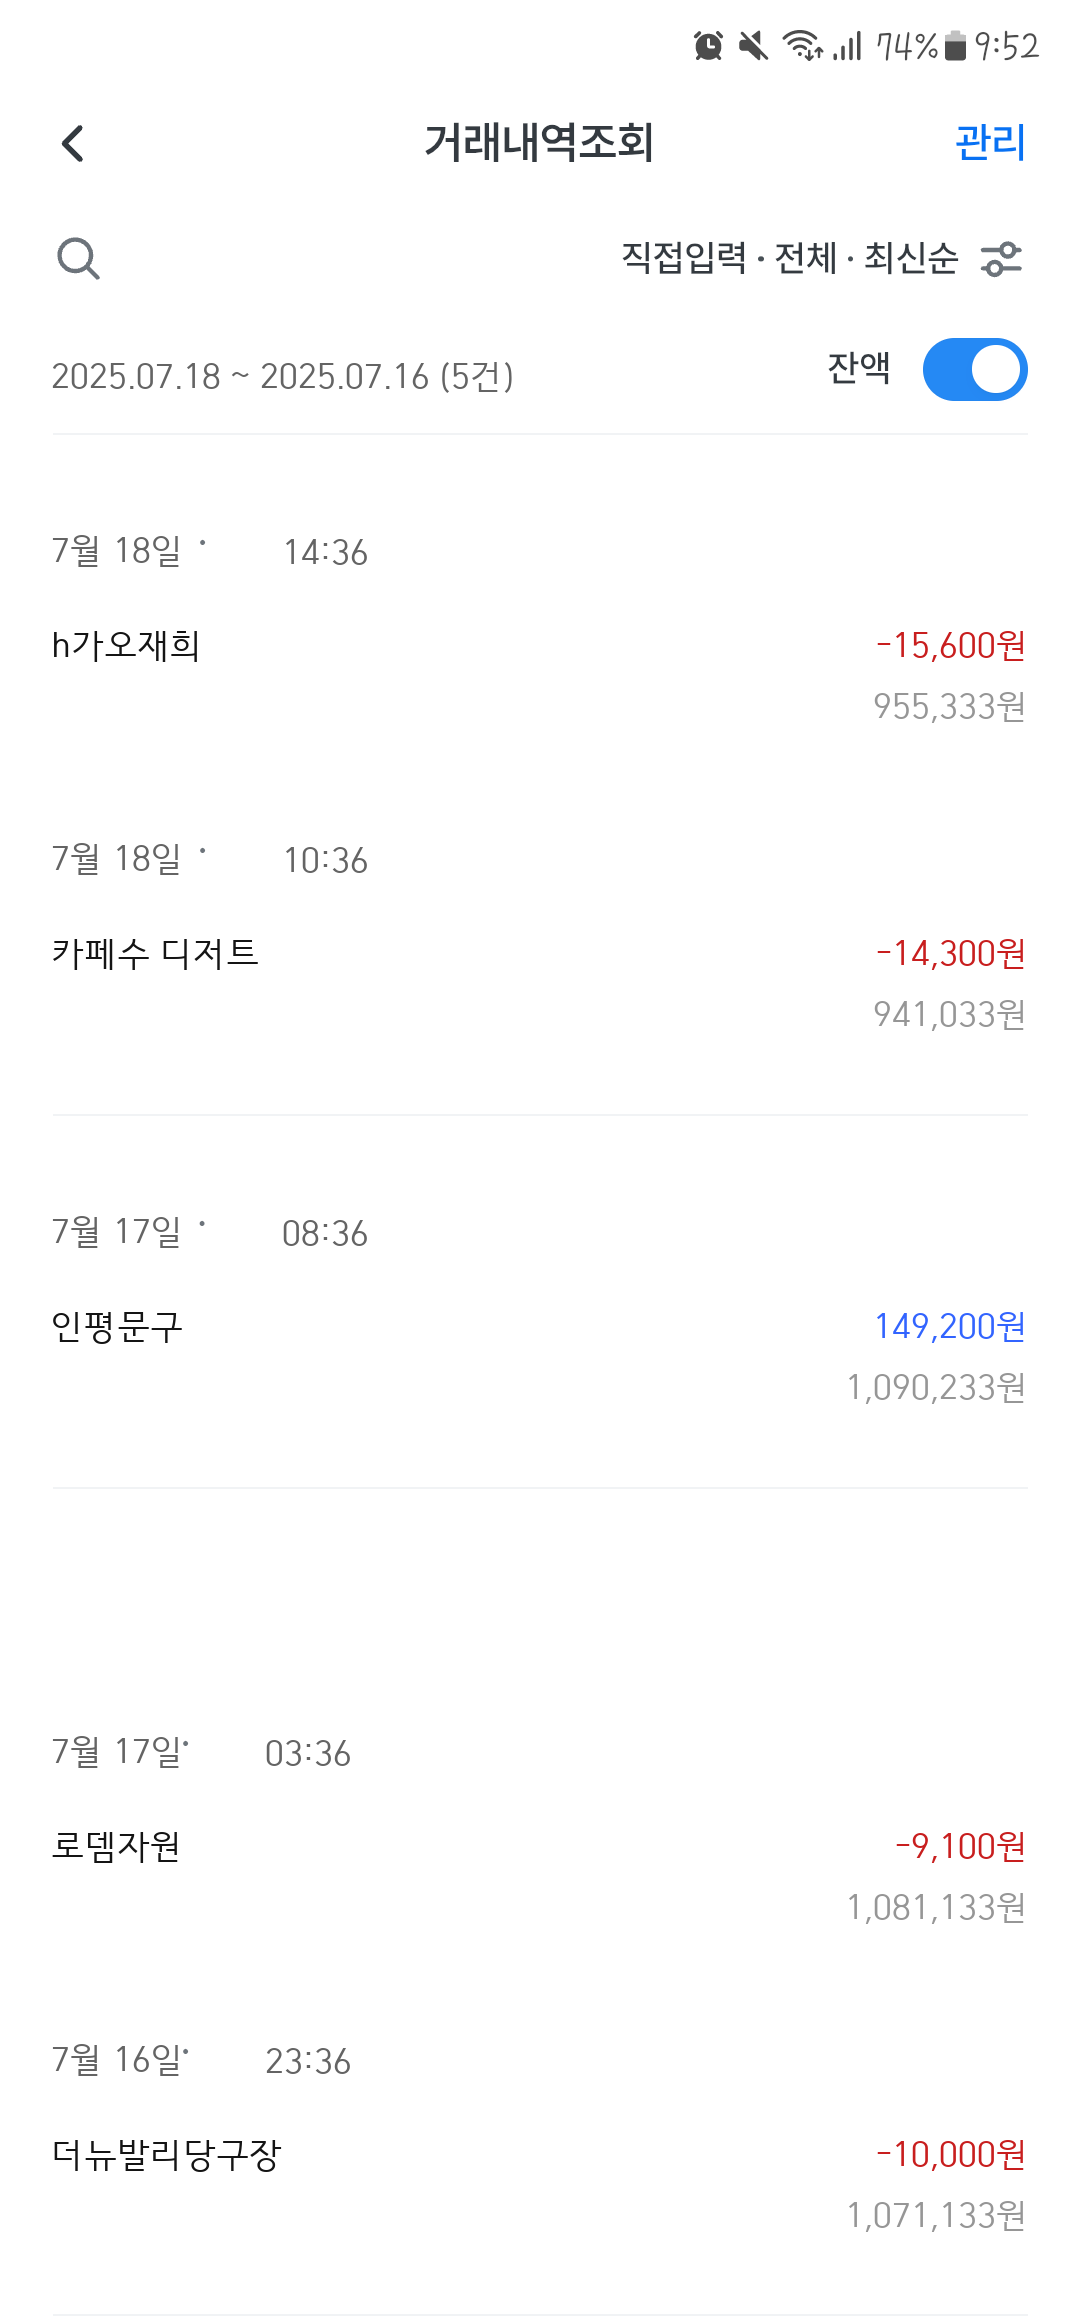 74% 9:52
거래내역조회 관리
직접입력 · 전체 · 최신순
2025.07.18 ~ 2025.07.16 (5건) 잔액
7월 18일 · 14:36
h가오재희 -15,600원
955,333원
7월 18일 · 10:36
카페수 디저트 -14,300원
941,033원
7월 17일 · 08:36
인평문구 149,200원
1,090,233원
7월 17일· 03:36
로뎀자원 -9,100원
1,081,133원
7월 16일· 23:36
더뉴발리당구장 -10,000원
1,071,133원